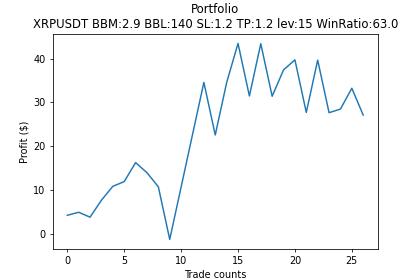 Portfolio
XRPUSDT BBM:2.9 BBL:140 SL:1.2 TP:1.2 lev:15 WinRatio:63.0
40
30
20
10
0
Profit ($)
0 5 10 15 20 25
Trade counts